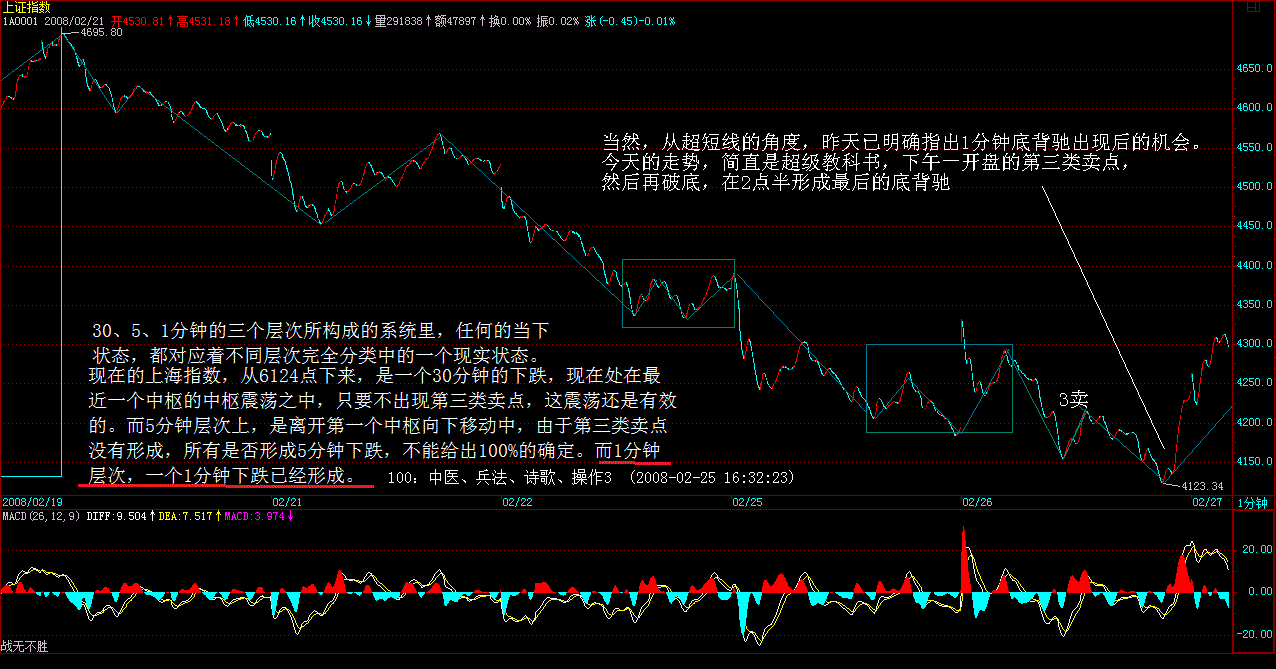 上证指数
1A0001 2008/02/21 开4530.81↑高4531.18↑低4530.16↑收4530.16↓量291838↑额47897↑换0.00% 振0.02% 涨(-0.45)-0.01%
4695.80
4650.0
4600.0
4550.0
4500.0
4450.0
4400.0
4350.0
4300.0
4250.0
4200.0
4150.0
当然，从超短线的角度，昨天已明确指出1分钟底背驰出现后的机会。
今天的走势，简直是超级教科书，下午一开盘的第三类卖点，
然后再破底，在2点半形成最后的底背驰
30、5、1分钟的三个层次所构成的系统里，任何的当下
状态，都对应着不同层次完全分类中的一个现实状态。
现在的上海指数，从6124点下来，是一个30分钟的下跌，现在处在最
近一个中枢的中枢震荡之中，只要不出现第三类卖点，这震荡还是有效
的。而5分钟层次上，是离开第一个中枢向下移动中，由于第三类卖点
没有形成，所有是否形成5分钟下跌，不能给出100%的确定。而1分钟
层次，一个1分钟下跌已经形成。
100：中医、兵法、诗歌、操作3 （2008-02-25 16:32:23）
3卖
4123.34
2008/02/19 02/21 02/22 02/25 02/26 02/27 1分钟
MACD(26,12,9) DIFF:9.504↑DEA:7.517↑MACD:3.974↓
20.00
0.00
-20.00
战无不胜